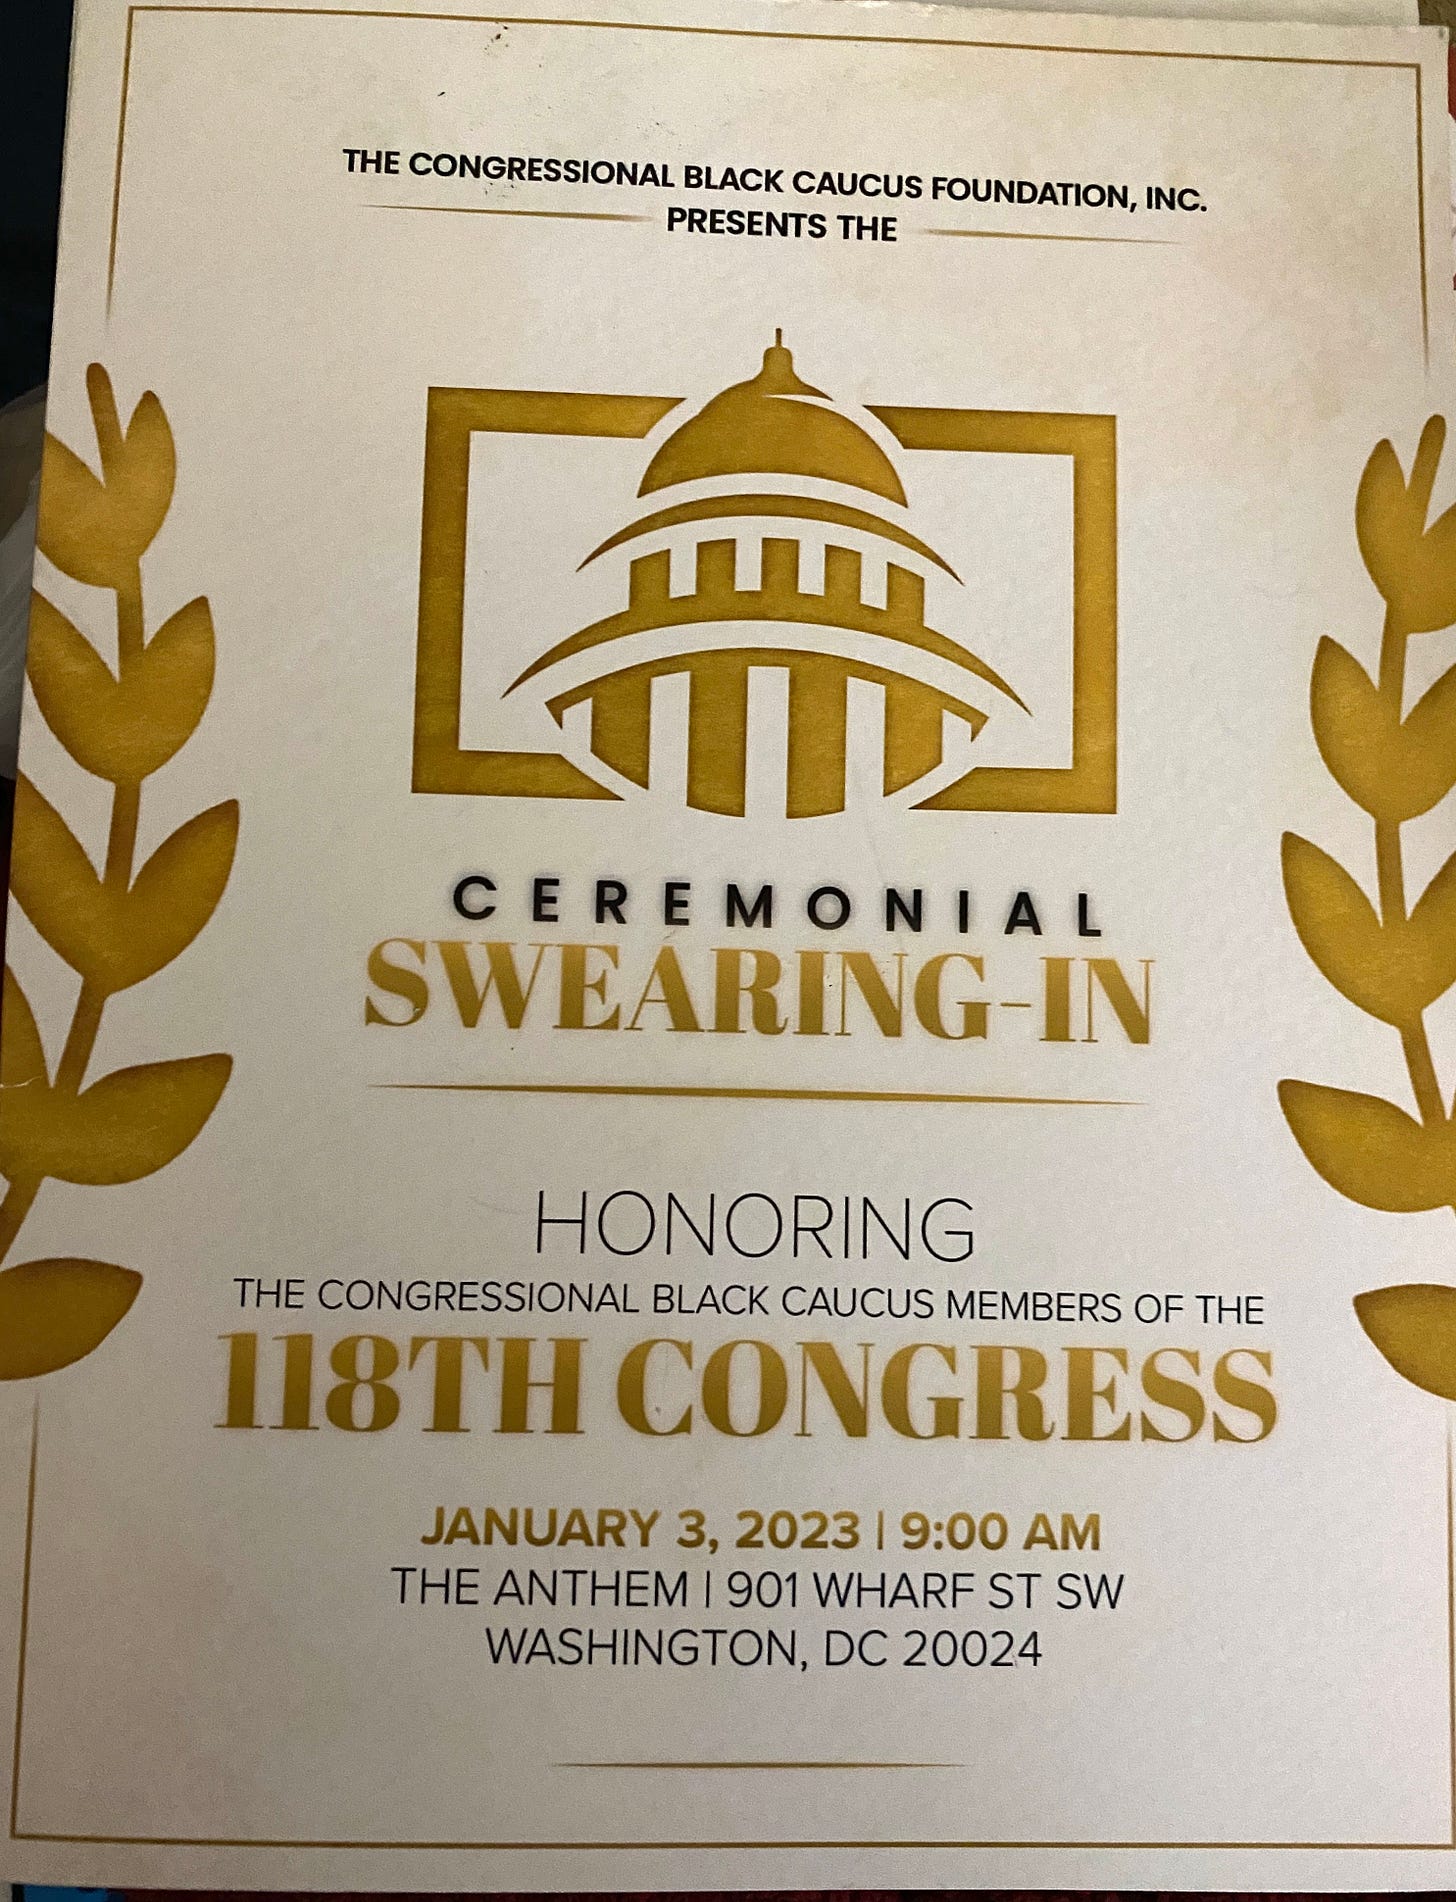 THE CONGRESSIONAL BLACK CAUCUS FOUNDATION, INC.
PRESENTS THE
CEREMONIAL
SWEARING-IN
HONORING
THE CONGRESSIONAL BLACK CAUCUS MEMBERS OF THE
118TH CONGRESS
JANUARY 3, 2023 | 9:00 AM
THE ANTHEM | 901 WHARF ST SW
WASHINGTON, DC 20024